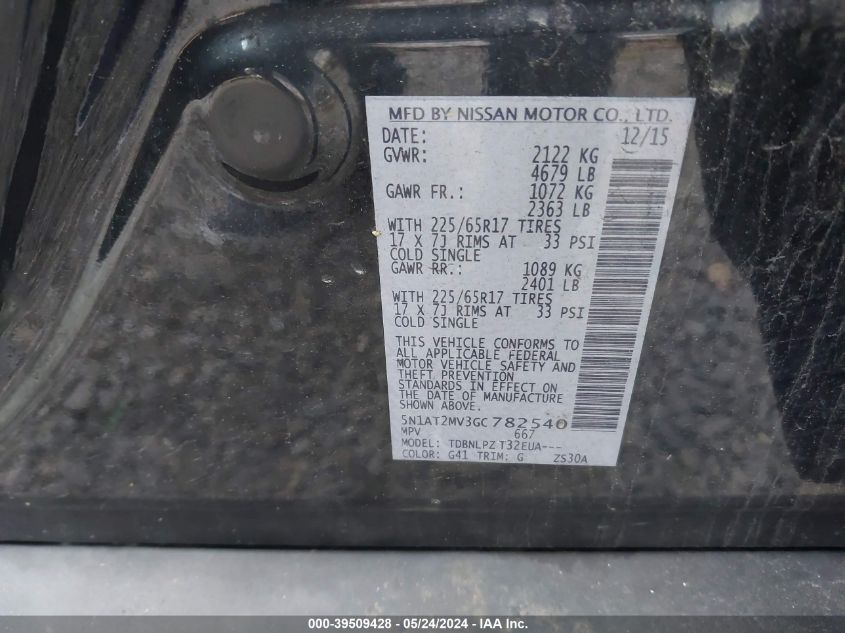 MFD BY NISSAN MOTOR CO., LTD.
DATE: 12/15
GVWR: 2122 KG
4679 LB
GAWR FR.: 1072 KG
2363 LB
WITH 225/65R17 TIRES
17 X 7J RIMS AT 33 PSI
COLD SINGLE
GAWR RR.: 1089 KG
2401 LB
WITH 225/65R17 TIRES
17 X 7J RIMS AT 33 PSI
COLD SINGLE
THIS VEHICLE CONFORMS TO
ALL APPLICABLE FEDERAL
MOTOR VEHICLE SAFETY AND
THEFT PREVENTION
STANDARDS IN EFFECT ON
THE DATE OF MANUFACTURE
SHOWN ABOVE.
5N1AT2MV3GC782540
MPV 667
MODEL: TDBNLPZ T32EUA---
COLOR: G41 TRIM: G ZS30A
000-39509428 - 05/24/2024 - IAA Inc.